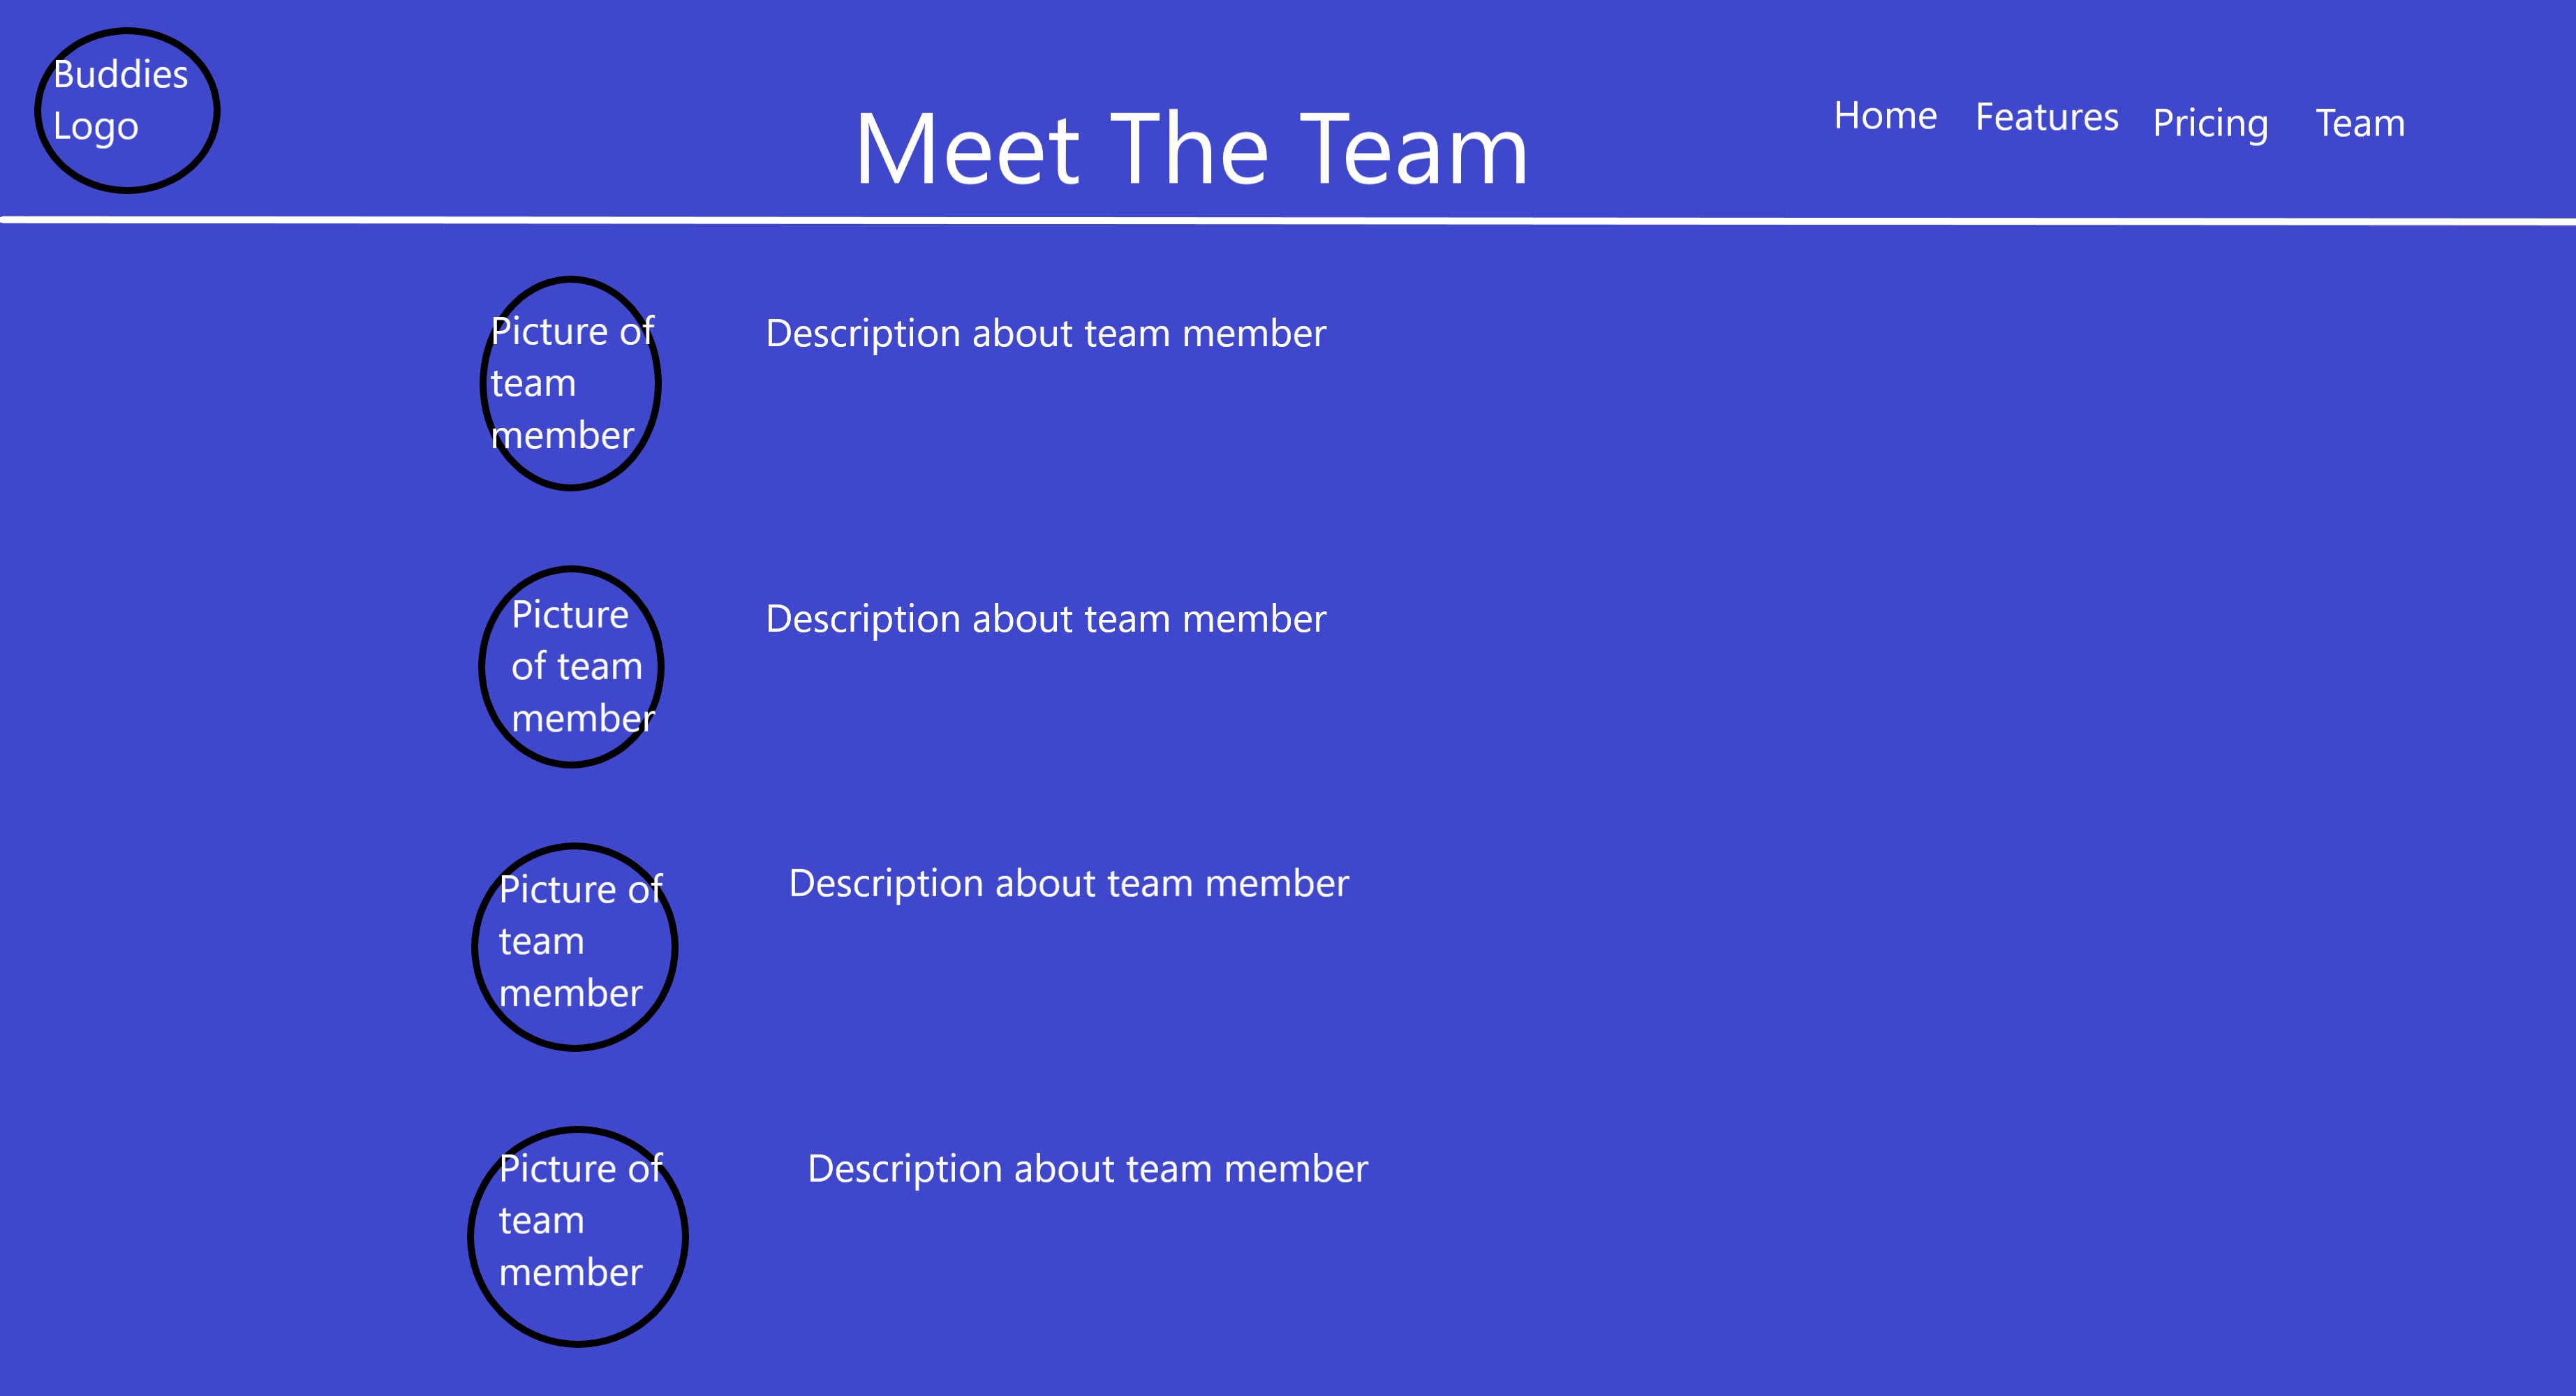 Buddies
Logo
Meet The Team
Home Features Pricing Team
Picture of
team
member
Description about team member
Picture
of team
member
Description about team member
Picture of
team
member
Description about team member
Picture of
team
member
Description about team member